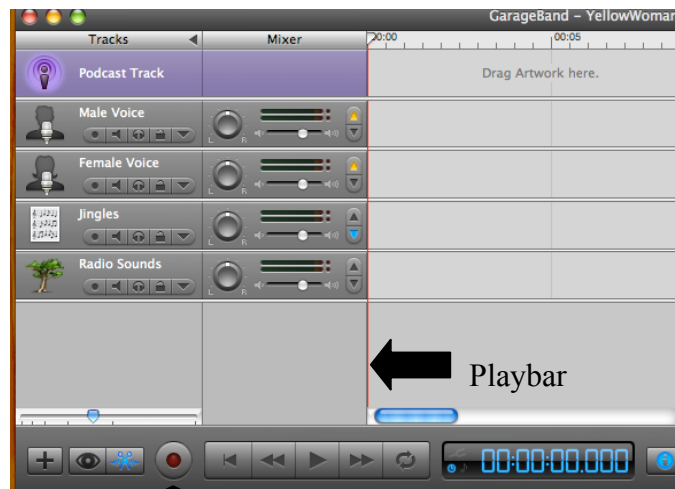 GarageBand – YellowWoman
Tracks Mixer 00:00 00:05
Podcast Track Drag Artwork here.
Male Voice
L R
Female Voice
L R
Jingles
L R
Radio Sounds
L R
Playbar
00:00:00.000